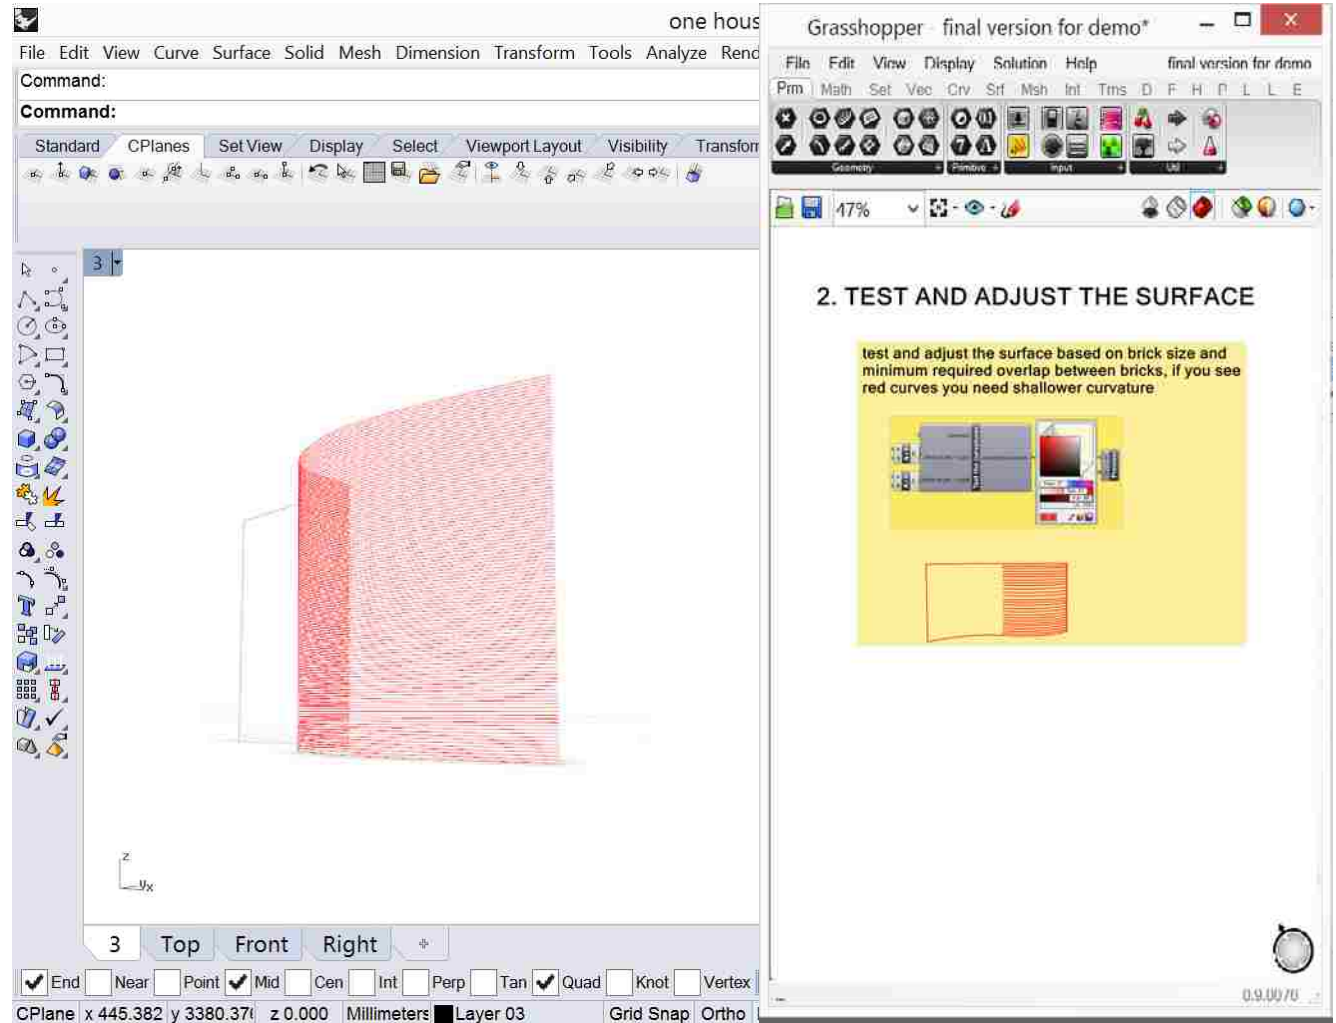 one hous
File Edit View Curve Surface Solid Mesh Dimension Transform Tools Analyze Rend
Command:
Command:
Standard CPlanes Set View Display Select Viewport Layout Visibility Transforn
3
z
y x
3 Top Front Right
End Near Point Mid Cen Int Perp Tan Quad Knot Vertex
CPlane x 445.382 y 3380.37 z 0.000 Millimeters Layer 03 Grid Snap Ortho
Grasshopper - final version for demo*
File Edit View Display Solution Help final version for demo
Prm Math Set Vec Crv Srf Msh Int Trns D F H P L L E
Geometry Primitive Input Util
47%
2. TEST AND ADJUST THE SURFACE
test and adjust the surface based on brick size and
minimum required overlap between bricks, if you see
red curves you need shallower curvature
0.9.0076